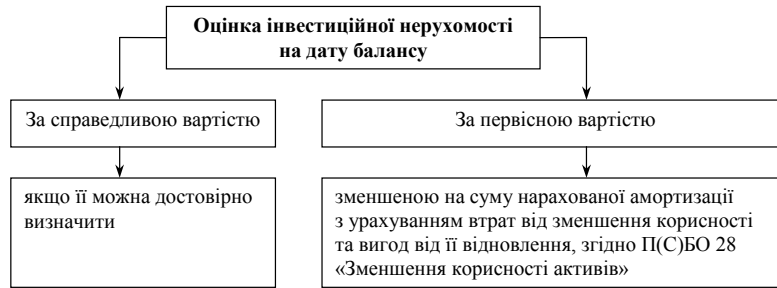 Оцінка інвестиційної нерухомості
на дату балансу
За справедливою вартістю
За первісною вартістю
якщо її можна достовірно
визначити
зменшеною на суму нарахованої амортизації
з урахуванням втрат від зменшення корисності
та вигод від її відновлення, згідно П(С)БО 28
«Зменшення корисності активів»